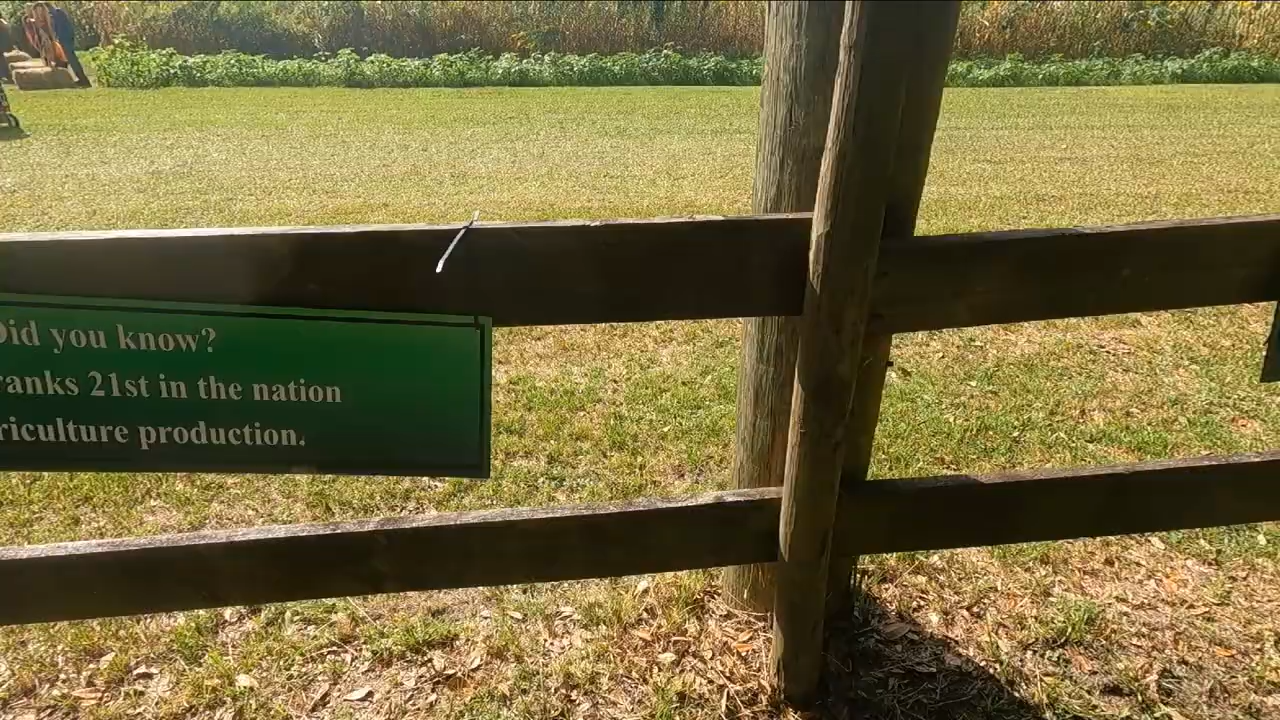 Did you know?
ranks 21st in the nation
riculture production.